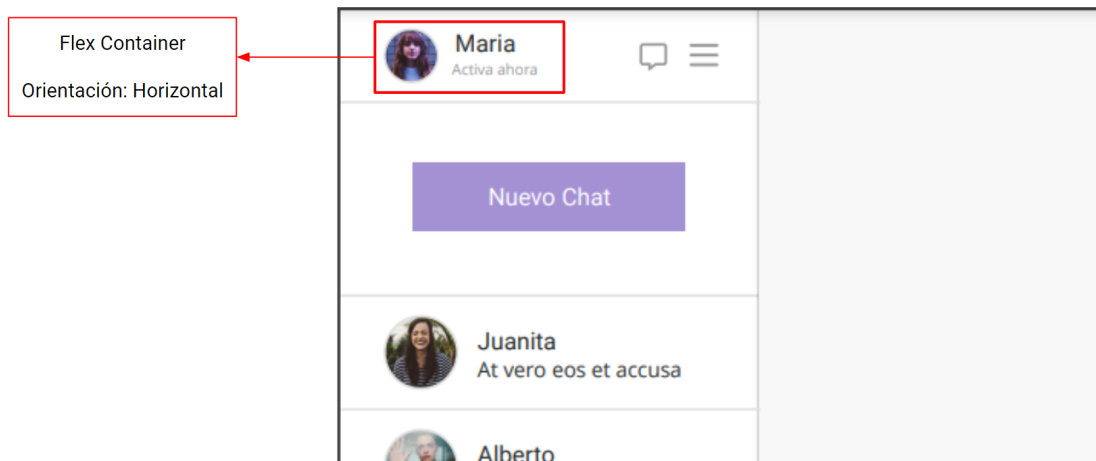 Flex Container
Orientación: Horizontal
Maria
Activa ahora
Nuevo Chat
Juanita
At vero eos et accusa
Alberto